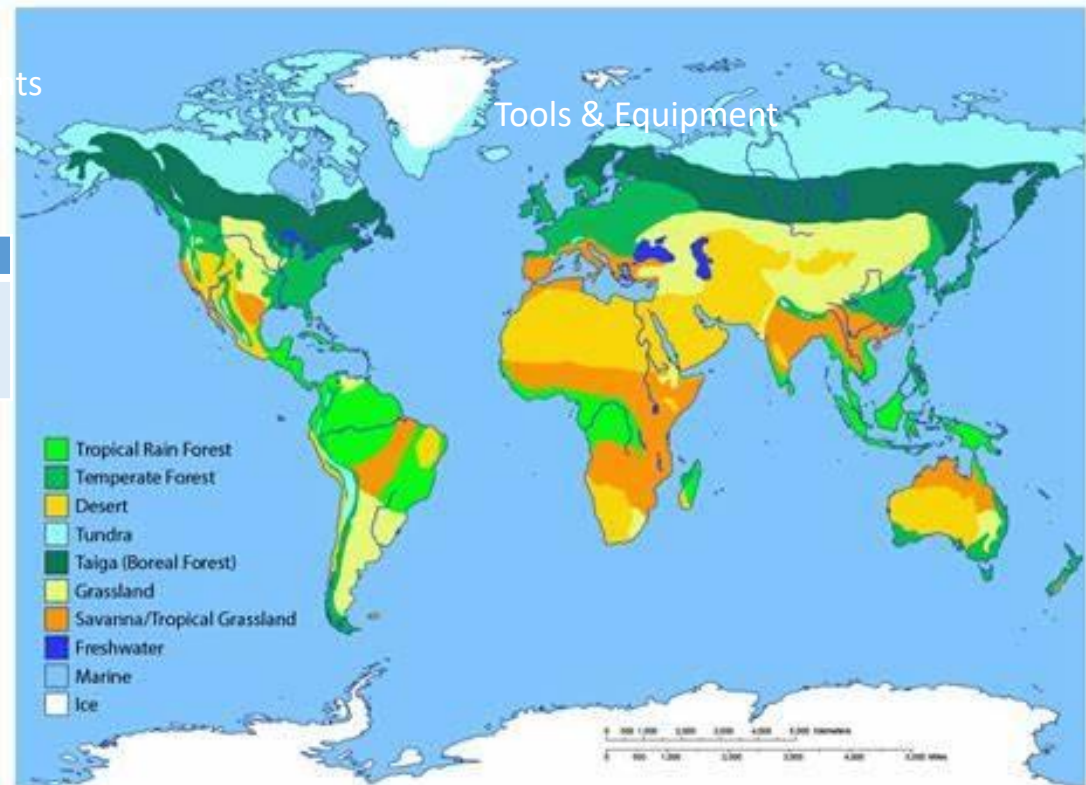 ts
Tools & Equipment
Tropical Rain Forest
Temperate Forest
Desert
Tundra
Taiga (Boreal Forest)
Grassland
Savanna/Tropical Grassland
Freshwater
Marine
Ice